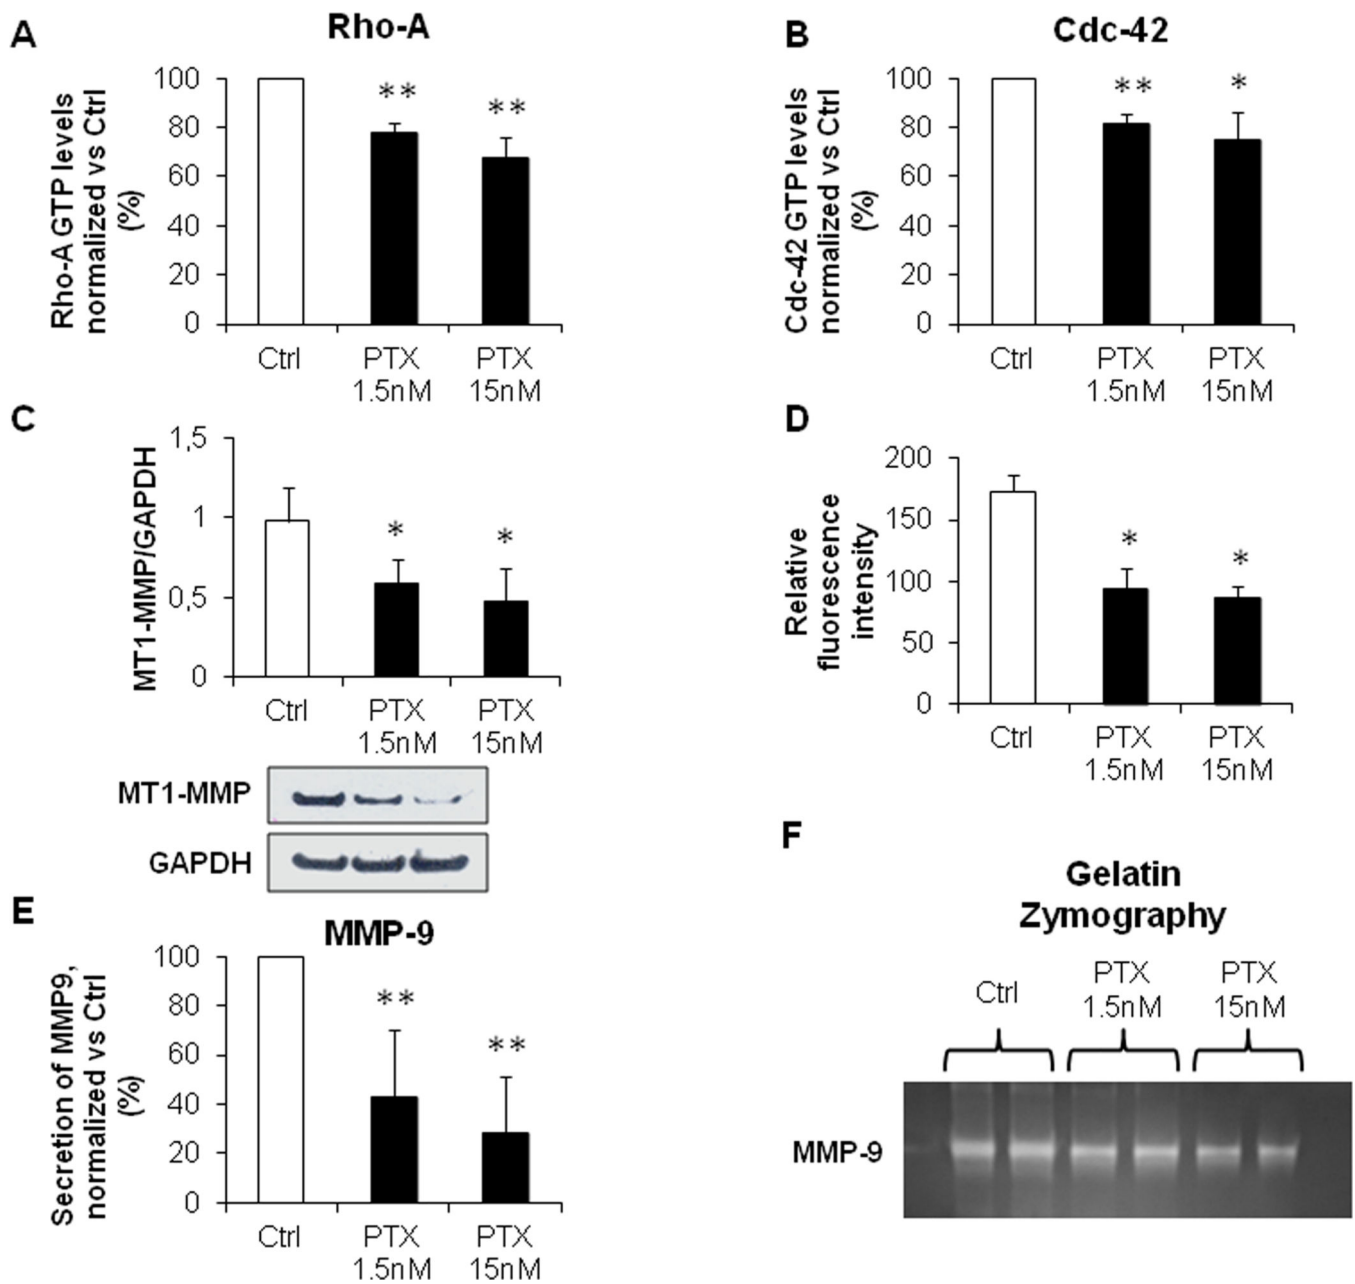 A
Rho-A
Rho-A GTP levels
normalized vs Ctrl
(%)
100
80
60
40
20
0
**
**
Ctrl
PTX
1.5nM
PTX
15nM
B
Cdc-42
Cdc-42 GTP levels
normalized vs Ctrl
(%)
100
80
60
40
20
0
**
*
Ctrl
PTX
1.5nM
PTX
15nM
C
MT1-MMP/GAPDH
1,5
1
0,5
0
*
*
Ctrl
PTX
1.5nM
PTX
15nM
MT1-MMP
GAPDH
D
Relative
fluorescence
intensity
200
150
100
50
0
*
*
Ctrl
PTX
1.5nM
PTX
15nM
E
MMP-9
Secretion of MMP9,
normalized vs Ctrl
(%)
100
80
60
40
20
0
**
**
Ctrl
PTX
1.5nM
PTX
15nM
F
Gelatin
Zymography
Ctrl
PTX
1.5nM
PTX
15nM
MMP-9